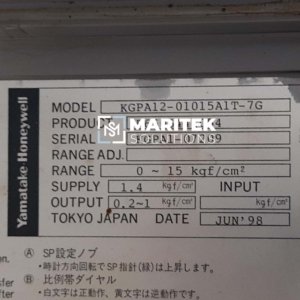 Yamatake-Honeywell
MODEL KGPA12-01015A1T-7G
MARITEK
PRODUCT 4
SERIAL
RANGE ADJ.
RANGE 0 ~ 15 kgf/cm²
SUPPLY 1.4 kgf/cm² INPUT
OUTPUT 0.2~1 kgf/cm²
TOKYO JAPAN DATE JUN'98
Ⓐ SP設定ノブ
・時計方向回転でSP指針(緑)は上昇します。
Ⓑ 比例帯ダイヤル
・白文字は正動作、黄文字は逆動作です。